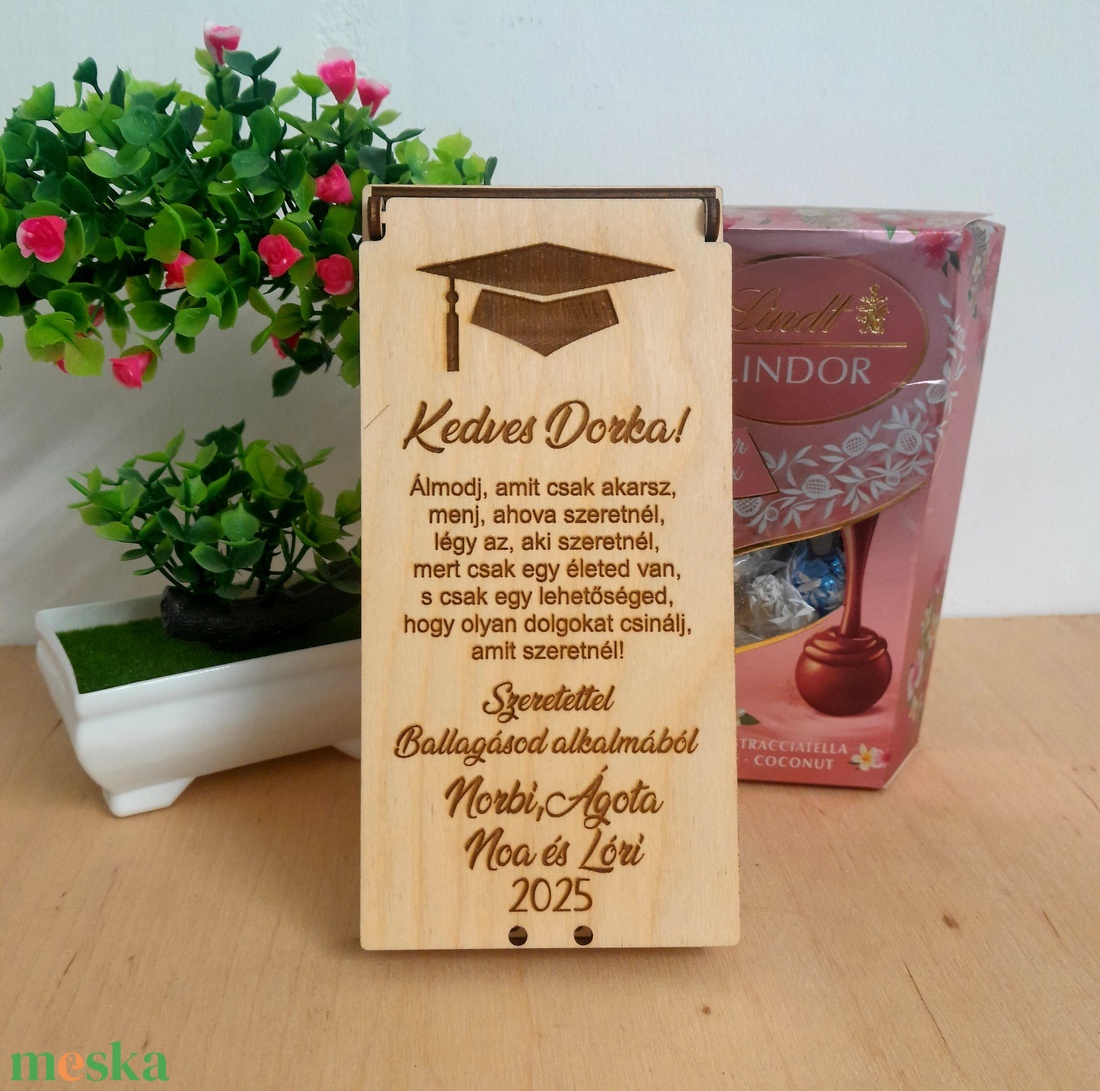 Kedves Dorka!
Álmodj, amit csak akarsz,
menj, ahova szeretnél,
légy az, aki szeretnél,
mert csak egy életed van,
s csak egy lehetőséged,
hogy olyan dolgokat csinálj,
amit szeretnél!
Szeretettel
Ballagásod alkalmából
Norbi, Ágota
Noa és Lóri
2025
Lindt
LINDOR
STRACCIATELLA
· COCONUT
meska